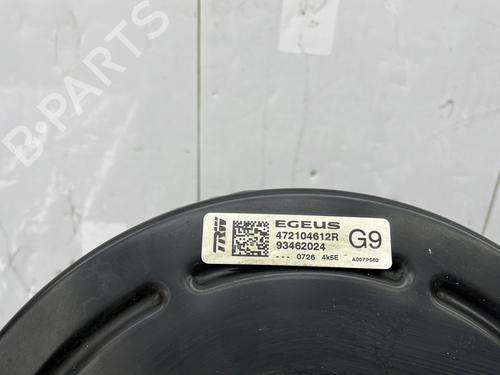 B-PARTS
TRW
EGEUS
472104612R
93462024
G9
--- 0726 4k5E A007P583